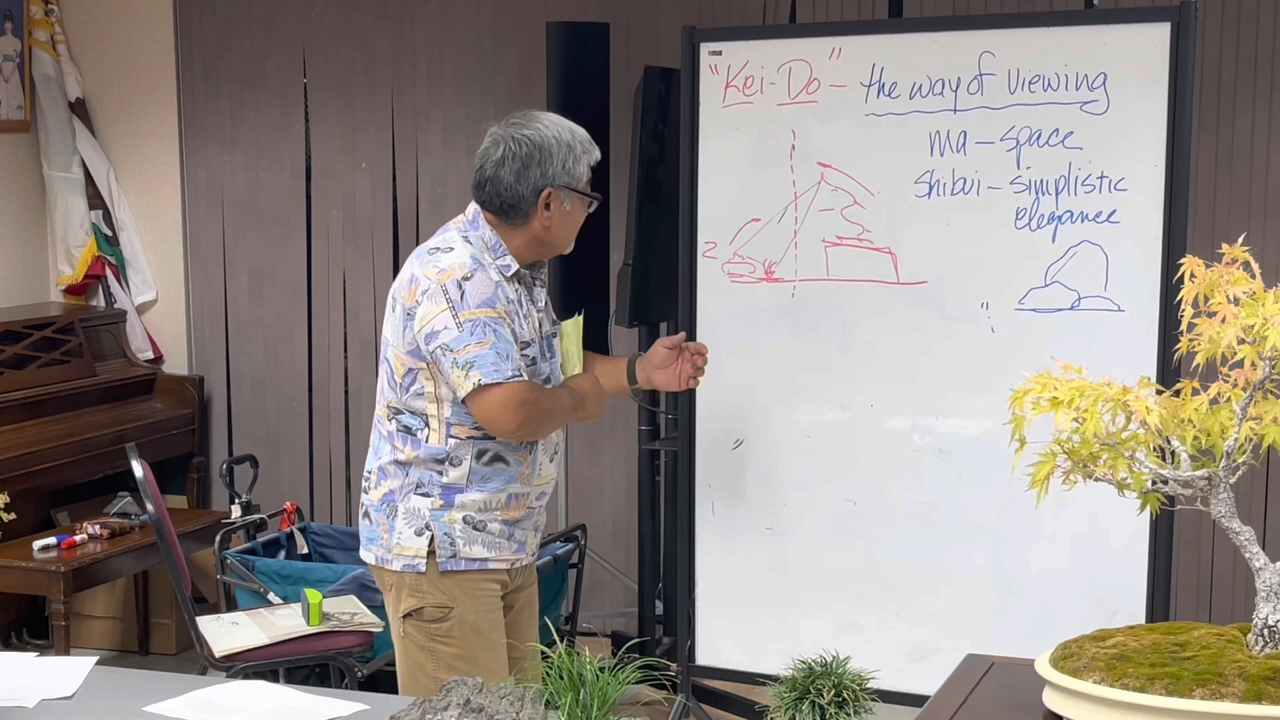 "Kei-Do" - the way of viewing
ma - space
Shibui - simplistic
elegance
2